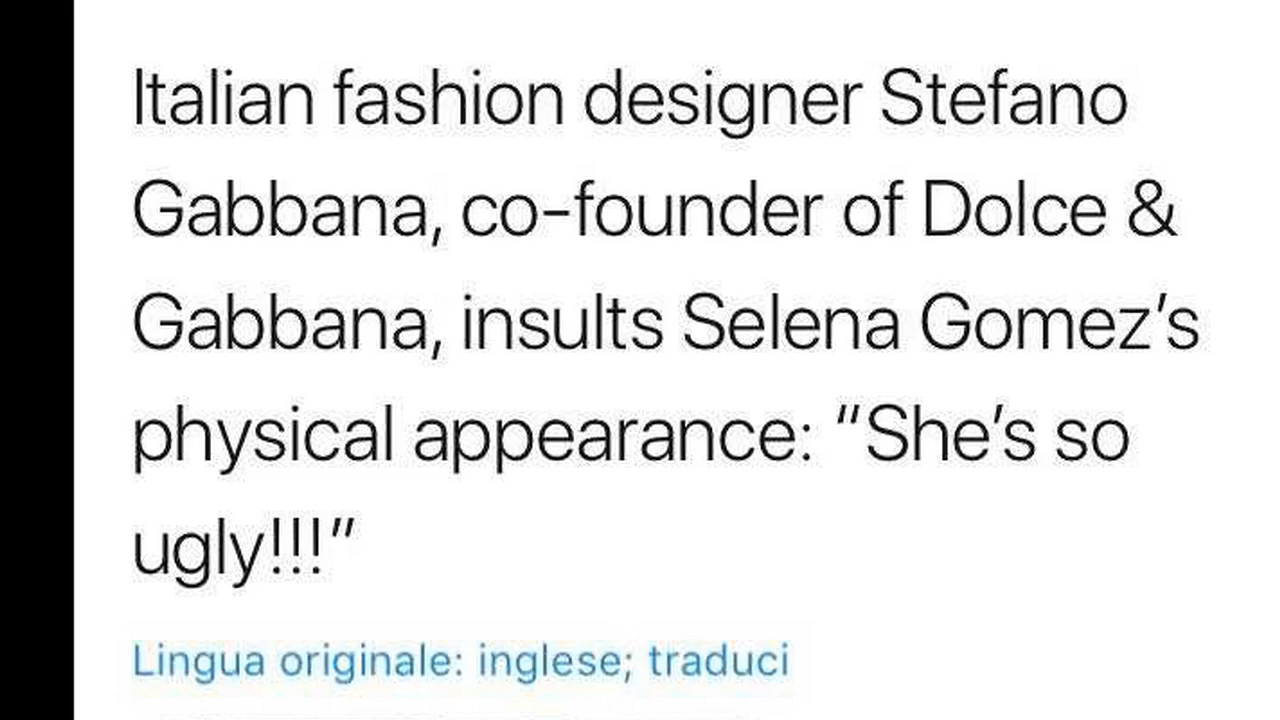 Italian fashion designer Stefano
Gabbana, co-founder of Dolce &
Gabbana, insults Selena Gomez’s
physical appearance: “She’s so
ugly!!!”
Lingua originale: inglese; traduci